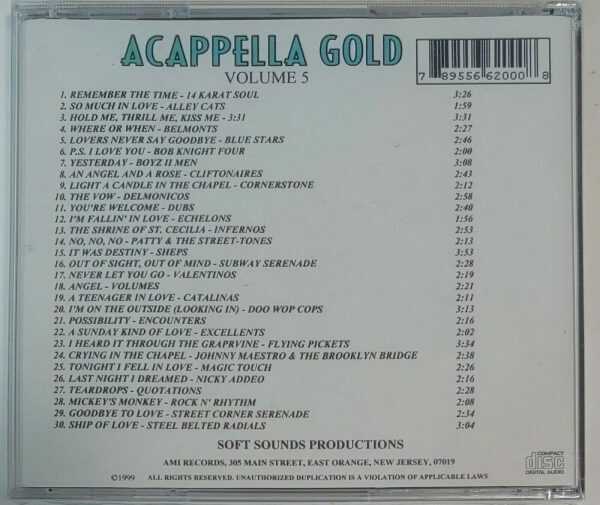 ACAPPELLA GOLD
VOLUME 5
7 89556 62000 8
1. REMEMBER THE TIME - 14 KARAT SOUL 3:26
2. SO MUCH IN LOVE - ALLEY CATS 1:59
3. HOLD ME, THRILL ME, KISS ME - 3:31 3:31
4. WHERE OR WHEN - BELMONTS 2:27
5. LOVERS NEVER SAY GOODBYE - BLUE STARS 2:46
6. P.S. I LOVE YOU - BOB KNIGHT FOUR 2:00
7. YESTERDAY - BOYZ II MEN 3:08
8. AN ANGEL AND A ROSE - CLIFTONAIRES 2:43
9. LIGHT A CANDLE IN THE CHAPEL - CORNERSTONE 2:12
10. THE VOW - DELMONICOS 2:58
11. YOU'RE WELCOME - DUBS 2:40
12. I'M FALLIN' IN LOVE - ECHELONS 1:56
13. THE SHRINE OF ST. CECILIA - INFERNOS 2:53
14. NO, NO, NO - PATTY & THE STREET-TONES 2:13
15. IT WAS DESTINY - SHEPS 3:53
16. OUT OF SIGHT, OUT OF MIND - SUBWAY SERENADE 2:28
17. NEVER LET YOU GO - VALENTINOS 2:19
18. ANGEL - VOLUMES 2:21
19. A TEENAGER IN LOVE - CATALINAS 2:11
20. I'M ON THE OUTSIDE (LOOKING IN) - DOO WOP COPS 3:13
21. POSSIBILITY - ENCOUNTERS 2:16
22. A SUNDAY KIND OF LOVE - EXCELLENTS 2:02
23. I HEARD IT THROUGH THE GRAPRVINE - FLYING PICKETS 3:34
24. CRYING IN THE CHAPEL - JOHNNY MAESTRO & THE BROOKLYN BRIDGE 2:38
25. TONIGHT I FELL IN LOVE - MAGIC TOUCH 2:26
26. LAST NIGHT I DREAMED - NICKY ADDEO 2:16
27. TEARDROPS - QUOTATIONS 2:28
28. MICKEY'S MONKEY - ROCK N' RHYTHM 2:08
29. GOODBYE TO LOVE - STREET CORNER SERENADE 2:34
30. SHIP OF LOVE - STEEL BELTED RADIALS 3:04
SOFT SOUNDS PRODUCTIONS
AMI RECORDS, 305 MAIN STREET, EAST ORANGE, NEW JERSEY, 07019
©1999 ALL RIGHTS RESERVED. UNAUTHORIZED DUPLICATION IS A VIOLATION OF APPLICABLE LAWS
COMPACT
disc
DIGITAL AUDIO